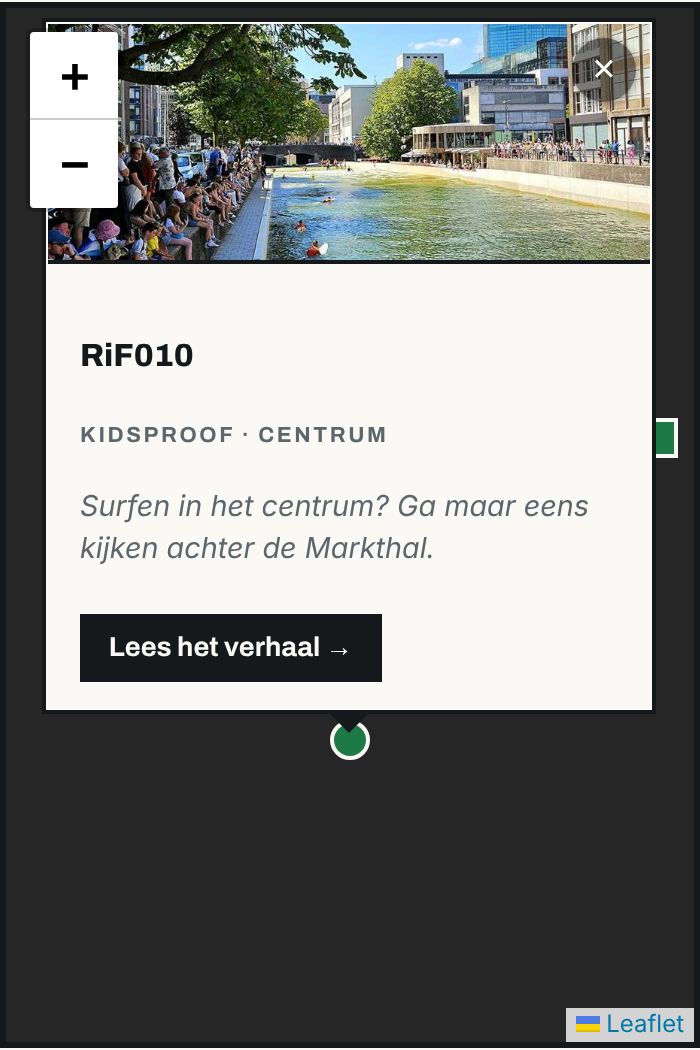 +
−
×
RiF010
KIDSPROOF · CENTRUM
Surfen in het centrum? Ga maar eens
kijken achter de Markthal.
Lees het verhaal →
Leaflet